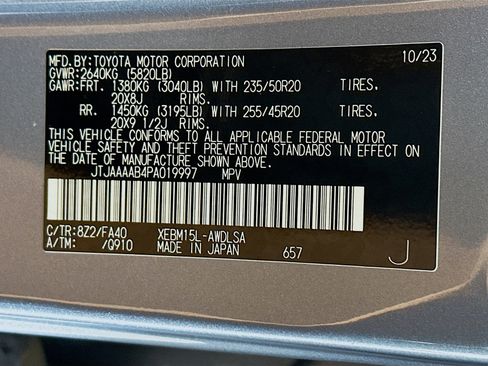 MFD. BY: TOYOTA MOTOR CORPORATION 10/23
GVWR: 2640KG (5820LB)
GAWR: FRT. 1380KG (3040LB) WITH 235/50R20 TIRES,
20X8J RIMS.
RR. 1450KG (3195LB) WITH 255/45R20 TIRES,
20X9 1/2J RIMS.
THIS VEHICLE CONFORMS TO ALL APPLICABLE FEDERAL MOTOR
VEHICLE SAFETY AND THEFT PREVENTION STANDARDS IN EFFECT ON
THE DATE OF MANUFACTURE SHOWN ABOVE.
JTJAAAAB4PA019997 MPV
C/TR: 8Z2/FA40 XEBM15L-AWDLSA
A/TM: /Q910 MADE IN JAPAN 657 J